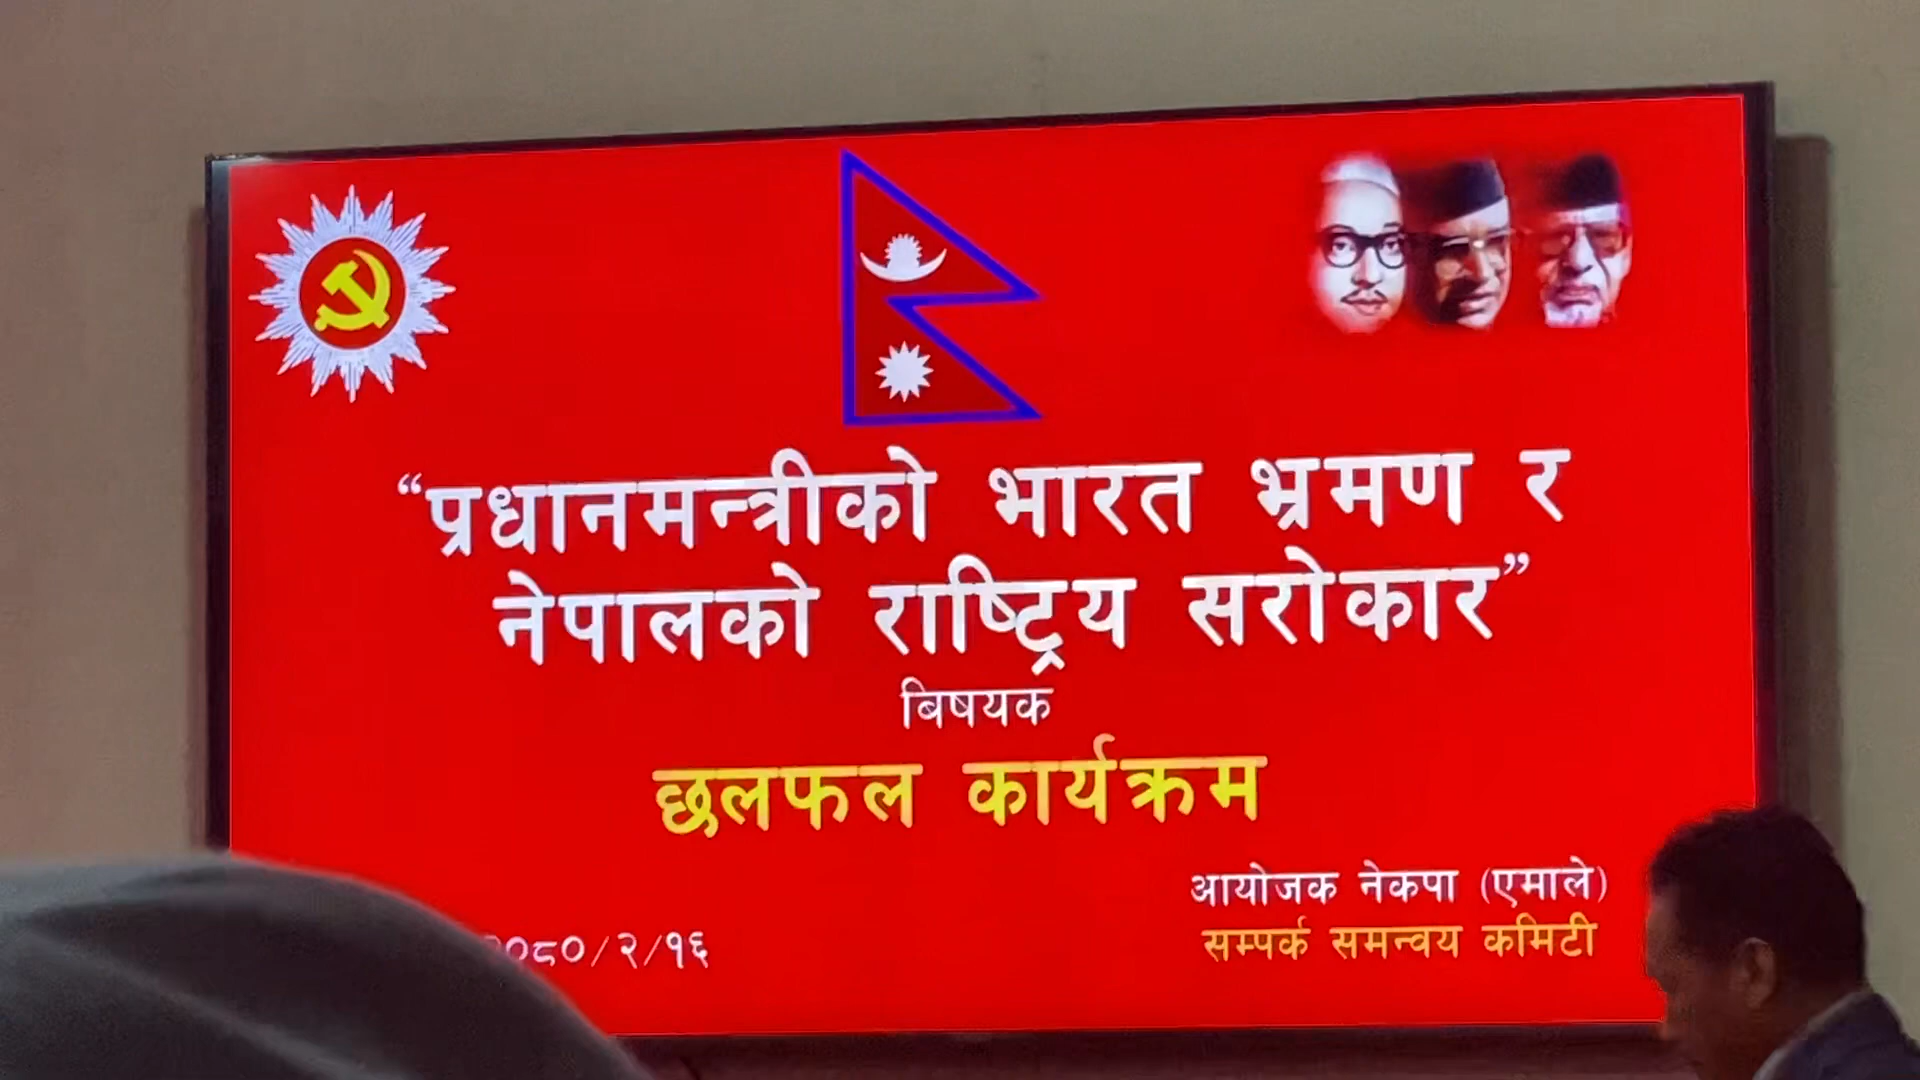 “प्रधानमन्त्रीको भारत भ्रमण र
नेपालको राष्ट्रिय सरोकार”
बिषयक
छलफल कार्यक्रम
आयोजक नेकपा (एमाले)
सम्पर्क समन्वय कमिटी
२०८०/२/१६